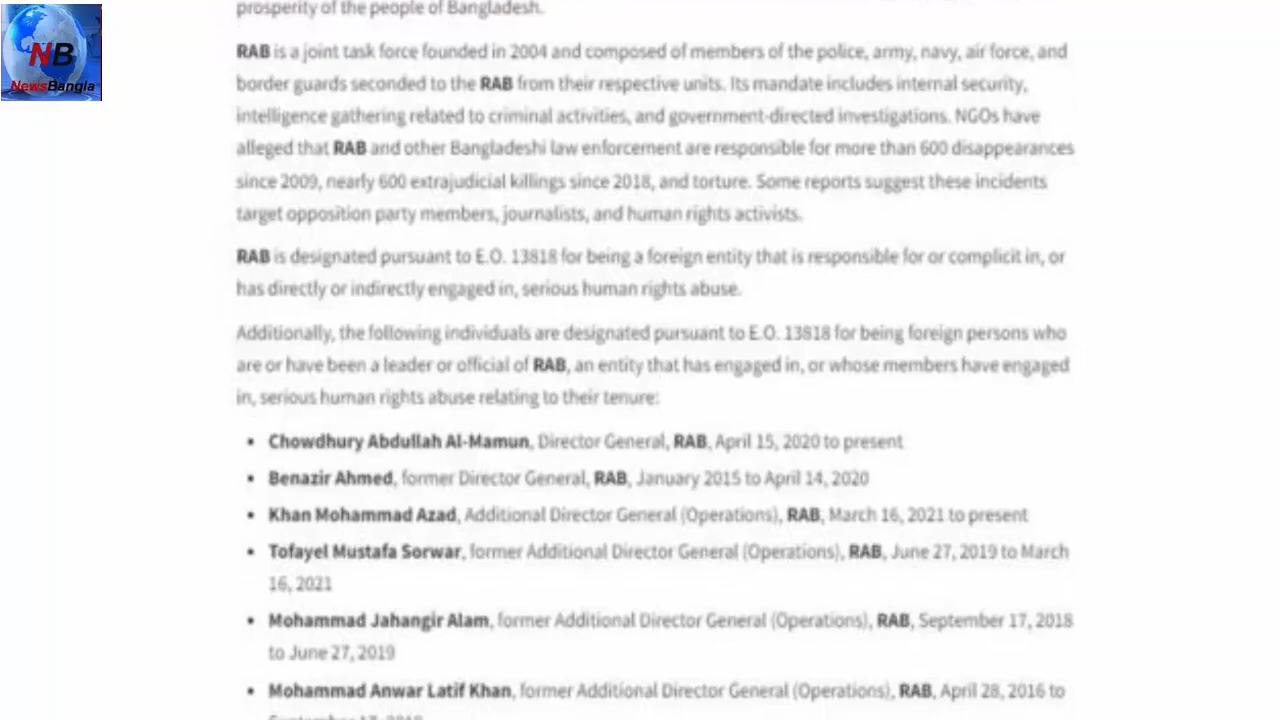 NB
NewsBangla
prosperity of the people of Bangladesh.
RAB is a joint task force founded in 2004 and composed of members of the police, army, navy, air force, and
border guards seconded to the RAB from their respective units. Its mandate includes internal security,
intelligence gathering related to criminal activities, and government-directed investigations. NGOs have
alleged that RAB and other Bangladeshi law enforcement are responsible for more than 600 disappearances
since 2009, nearly 600 extrajudicial killings since 2018, and torture. Some reports suggest these incidents
target opposition party members, journalists, and human rights activists.
RAB is designated pursuant to E.O. 13818 for being a foreign entity that is responsible for or complicit in, or
has directly or indirectly engaged in, serious human rights abuse.
Additionally, the following individuals are designated pursuant to E.O. 13818 for being foreign persons who
are or have been a leader or official of RAB, an entity that has engaged in, or whose members have engaged
in, serious human rights abuse relating to their tenure:
• Chowdhury Abdullah Al-Mamun, Director General, RAB, April 15, 2020 to present
• Benazir Ahmed, former Director General, RAB, January 2015 to April 14, 2020
• Khan Mohammad Azad, Additional Director General (Operations), RAB, March 16, 2021 to present
• Tofayel Mustafa Sorwar, former Additional Director General (Operations), RAB, June 27, 2019 to March
16, 2021
• Mohammad Jahangir Alam, former Additional Director General (Operations), RAB, September 17, 2018
to June 27, 2019
• Mohammad Anwar Latif Khan, former Additional Director General (Operations), RAB, April 28, 2016 to